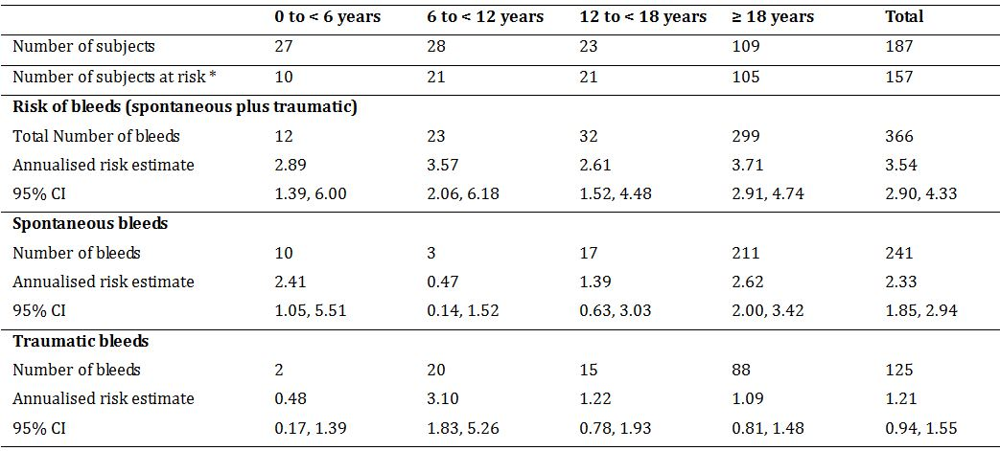 0 to < 6 years 6 to < 12 years 12 to < 18 years ≥ 18 years Total
Number of subjects 27 28 23 109 187
Number of subjects at risk * 10 21 21 105 157
Risk of bleeds (spontaneous plus traumatic)
Total Number of bleeds 12 23 32 299 366
Annualised risk estimate 2.89 3.57 2.61 3.71 3.54
95% CI 1.39, 6.00 2.06, 6.18 1.52, 4.48 2.91, 4.74 2.90, 4.33
Spontaneous bleeds
Number of bleeds 10 3 17 211 241
Annualised risk estimate 2.41 0.47 1.39 2.62 2.33
95% CI 1.05, 5.51 0.14, 1.52 0.63, 3.03 2.00, 3.42 1.85, 2.94
Traumatic bleeds
Number of bleeds 2 20 15 88 125
Annualised risk estimate 0.48 3.10 1.22 1.09 1.21
95% CI 0.17, 1.39 1.83, 5.26 0.78, 1.93 0.81, 1.48 0.94, 1.55